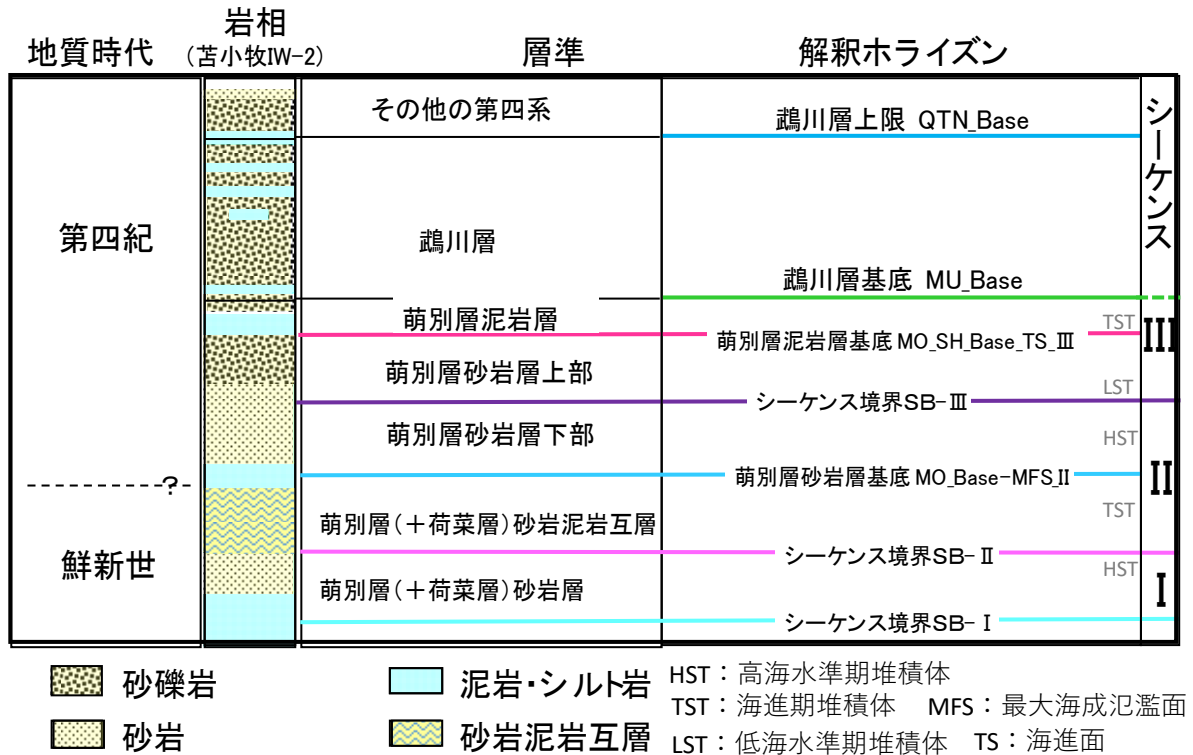 地質時代
岩相
(苫小牧IW-2)
層準
解釈ホライズン
シーケンス
その他の第四系
鵡川層上限 QTN_Base
第四紀
鵡川層
鵡川層基底 MU_Base
萌別層泥岩層
TST
萌別層泥岩層基底 MO_SH_Base_TS_Ⅲ
Ⅲ
萌別層砂岩層上部
LST
シーケンス境界SB-Ⅲ
萌別層砂岩層下部
HST
萌別層砂岩層基底 MO_Base-MFS_Ⅱ
Ⅱ
?
TST
萌別層(+荷菜層)砂岩泥岩互層
シーケンス境界SB-Ⅱ
鮮新世
HST
萌別層(+荷菜層)砂岩層
Ⅰ
シーケンス境界SB-Ⅰ
砂礫岩
泥岩・シルト岩
砂岩
砂岩泥岩互層
HST:高海水準期堆積体
TST:海進期堆積体 MFS:最大海成氾濫面
LST:低海水準期堆積体 TS:海進面